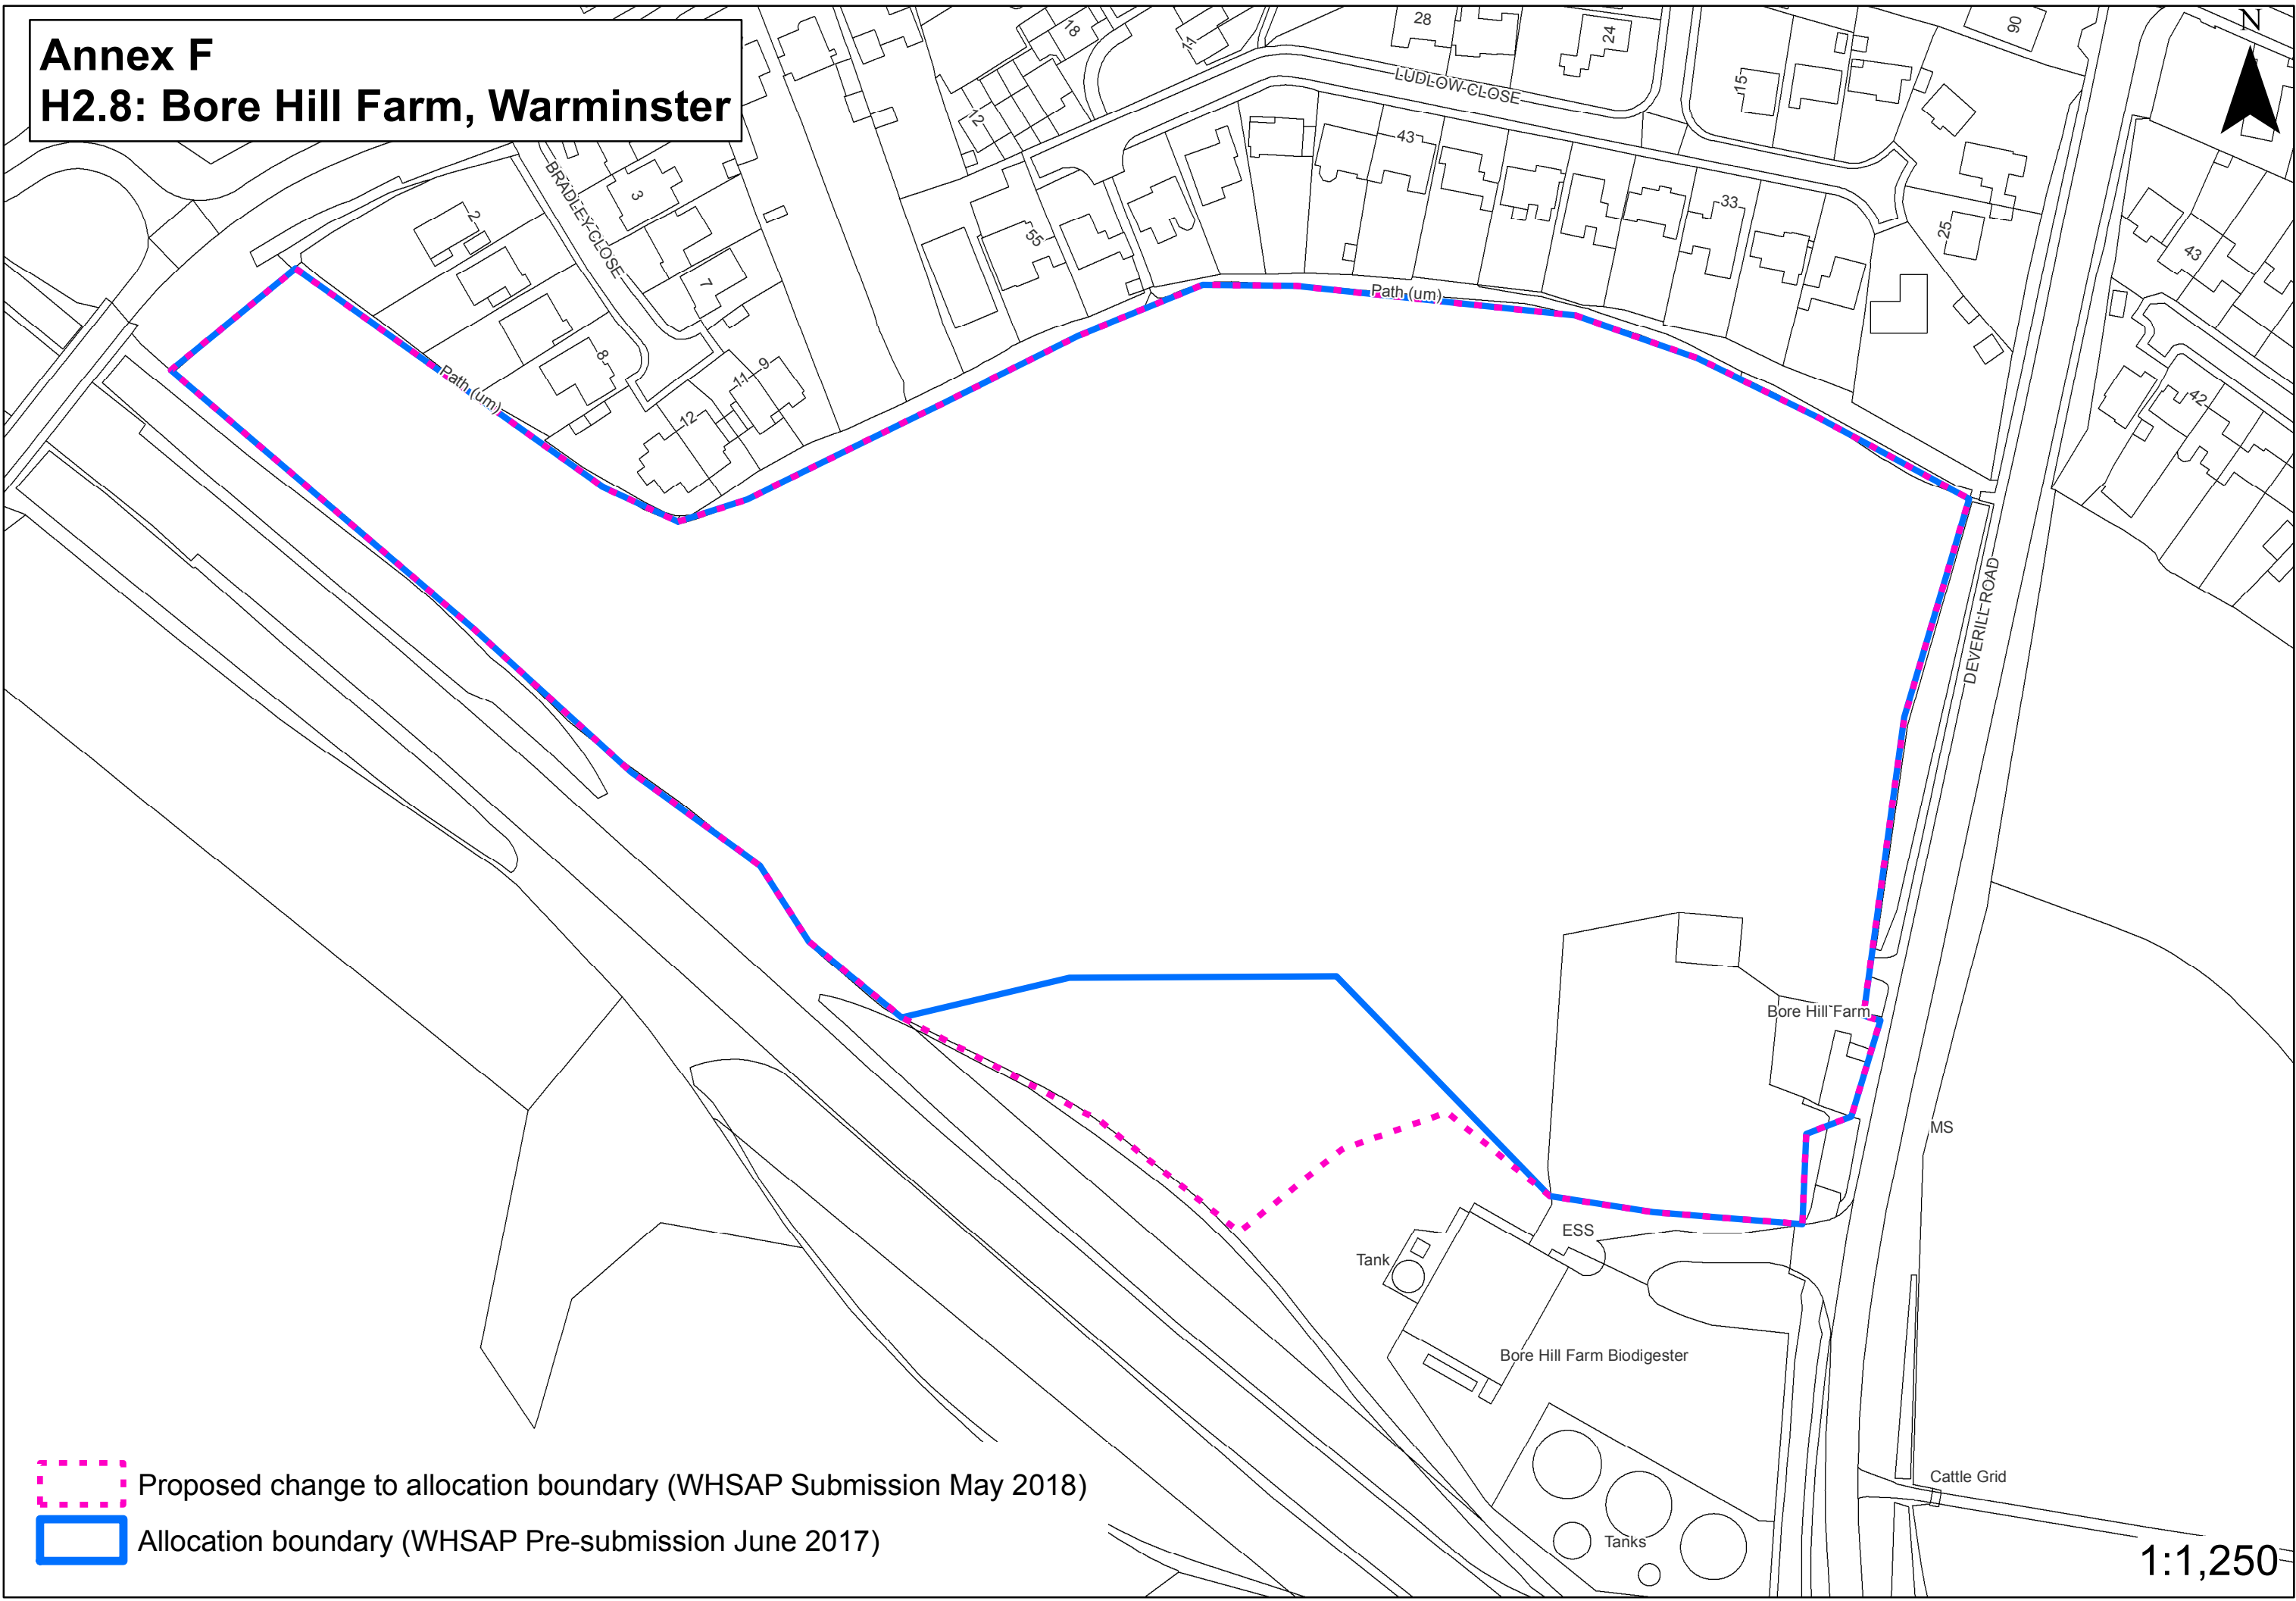 Annex F
H2.8: Bore Hill Farm, Warminster
N
18
11
28
24
90
LUDLOW CLOSE
15
12
43
BRADLEY CLOSE
3
2
33
55
25
43
7
Path (um)
8
9
11
12
Path (um)
42
DEVERILL ROAD
Bore Hill Farm
MS
ESS
Tank
Bore Hill Farm Biodigester
Cattle Grid
Tanks
Proposed change to allocation boundary (WHSAP Submission May 2018)
Allocation boundary (WHSAP Pre-submission June 2017)
1:1,250